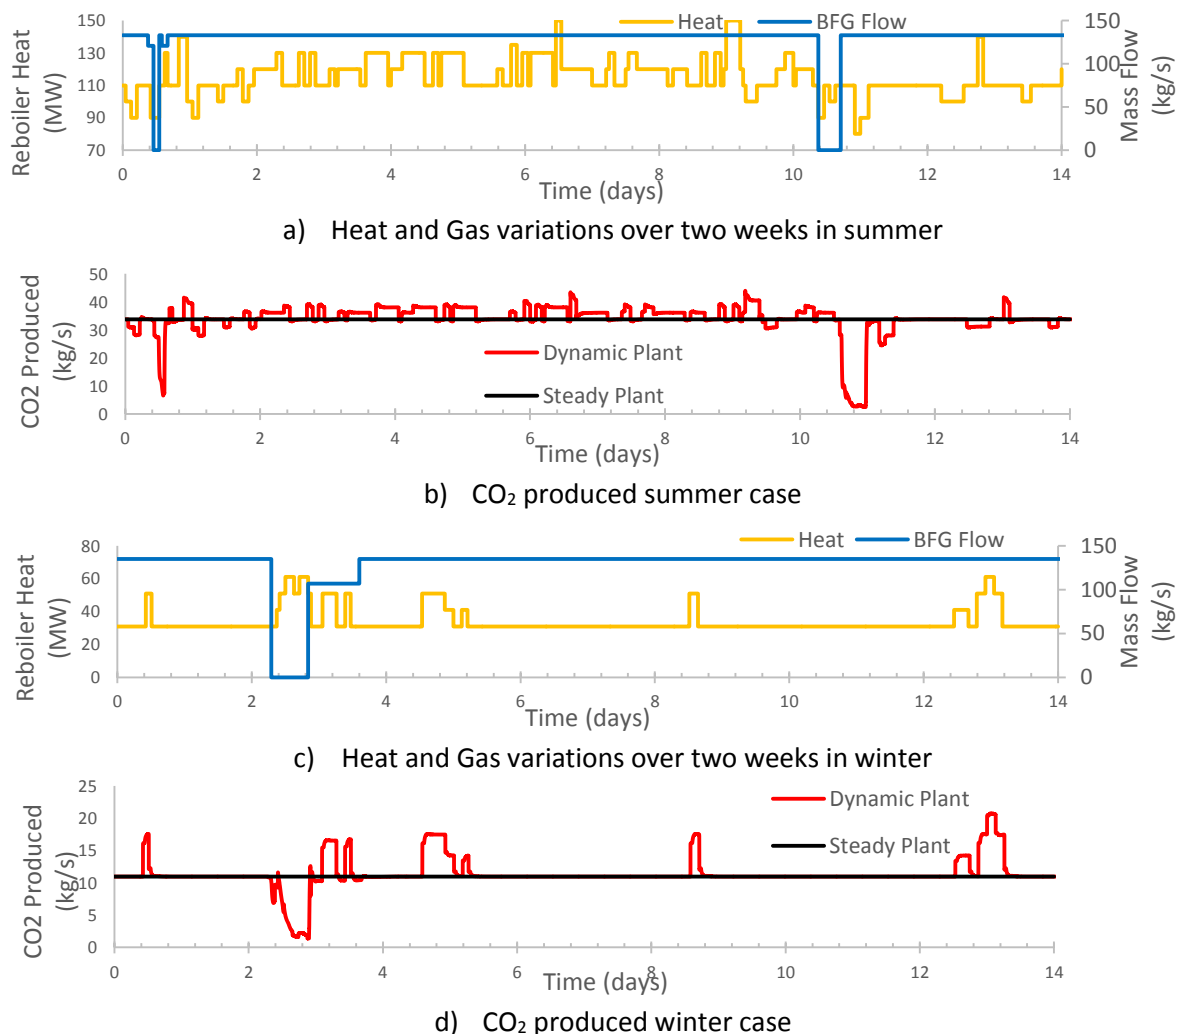 Heat BFG Flow
Reboiler Heat
(MW)
150
130
110
90
70
150
100
50
0
Mass Flow
(kg/s)
0 2 4 6 8 10 12 14
Time (days)
a) Heat and Gas variations over two weeks in summer
CO2 Produced
(kg/s)
50
40
30
20
10
0
Dynamic Plant
Steady Plant
0 2 4 6 8 10 12 14
Time (days)
b) CO₂ produced summer case
Heat BFG Flow
Reboiler Heat
(MW)
80
60
40
20
0
150
100
50
0
Mass Flow
(kg/s)
0 2 4 6 8 10 12 14
Time (days)
c) Heat and Gas variations over two weeks in winter
CO2 Produced
(kg/s)
25
20
15
10
5
0
Dynamic Plant
Steady Plant
0 2 4 6 8 10 12 14
Time (days)
d) CO₂ produced winter case